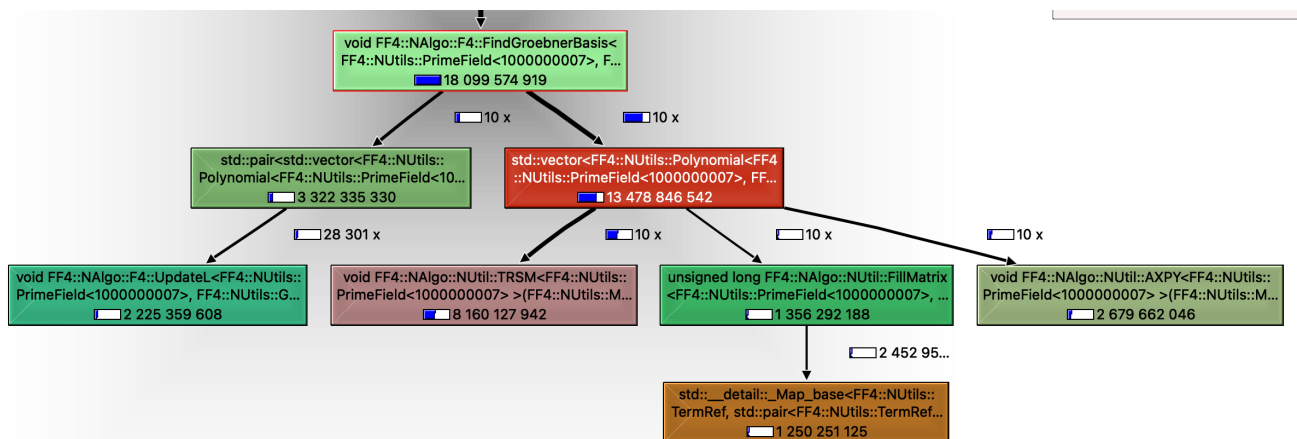 void FF4::NAlgo::F4::FindGroebnerBasis<
FF4::NUtils::PrimeField<1000000007>, F...
18 099 574 919
10 x
10 x
std::pair<std::vector<FF4::NUtils::
Polynomial<FF4::NUtils::PrimeField<10...
3 322 335 330
std::vector<FF4::NUtils::Polynomial<FF4
::NUtils::PrimeField<1000000007>, FF...
13 478 846 542
28 301 x
10 x
10 x
10 x
void FF4::NAlgo::F4::UpdateL<FF4::NUtils::
PrimeField<1000000007>, FF4::NUtils::G...
2 225 359 608
void FF4::NAlgo::NUtil::TRSM<FF4::NUtils::
PrimeField<1000000007> >(FF4::NUtils::M...
8 160 127 942
unsigned long FF4::NAlgo::NUtil::FillMatrix
<FF4::NUtils::PrimeField<1000000007>, ...
1 356 292 188
void FF4::NAlgo::NUtil::AXPY<FF4::NUtils::
PrimeField<1000000007> >(FF4::NUtils::M...
2 679 662 046
2 452 95...
std::__detail::_Map_base<FF4::NUtils::
TermRef, std::pair<FF4::NUtils::TermRef...
1 250 251 125